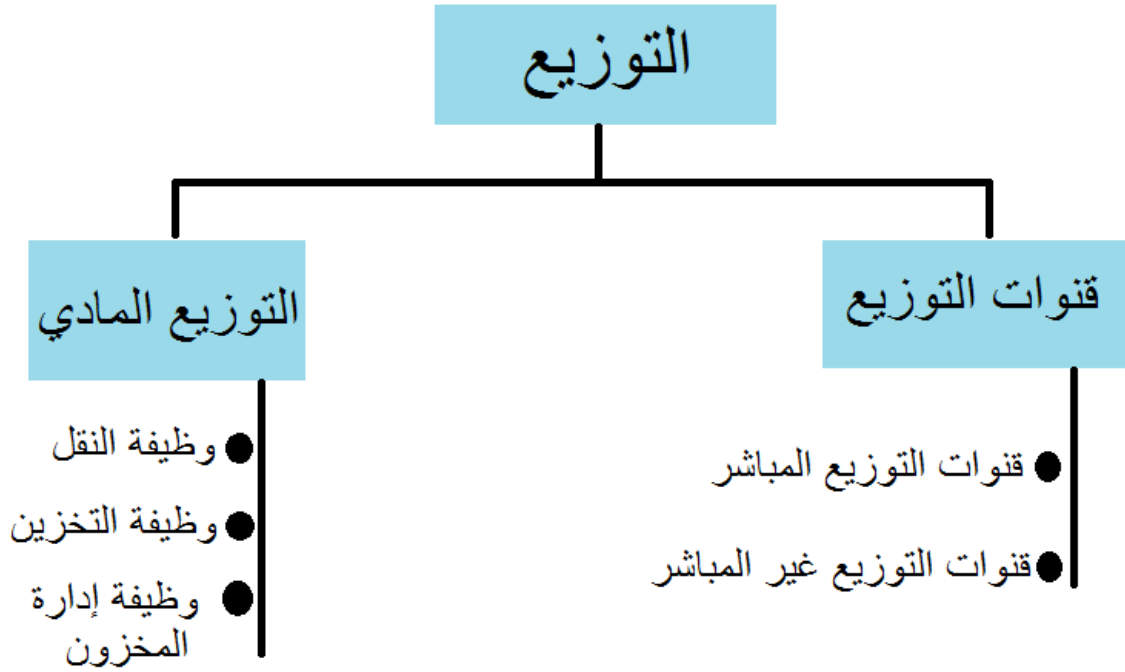 التوزيع
قنوات التوزيع
قنوات التوزيع المباشر
قنوات التوزيع غير المباشر
التوزيع المادي
وظيفة النقل
وظيفة التخزين
وظيفة إدارة
المخزون